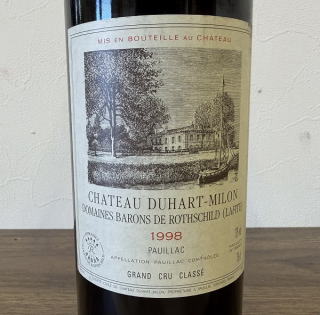 MIS EN BOUTEILLE AU CHATEAU
CHATEAU DUHART-MILON
DOMAINES BARONS DE ROTHSCHILD (LAFITE)
1998
PAUILLAC
APPELLATION PAUILLAC CONTRÔLÉE
GRAND CRU CLASSÉ